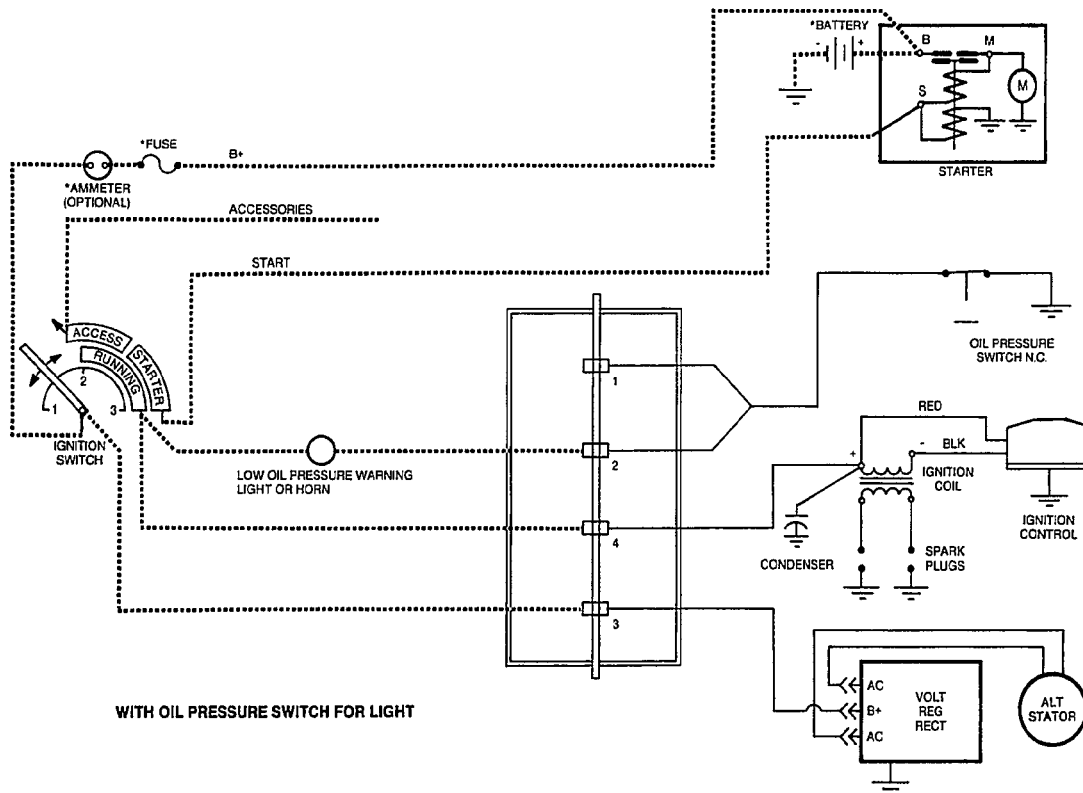 *BATTERY
- +
B
M
M
S
STARTER
*FUSE
B+
*AMMETER
(OPTIONAL)
ACCESSORIES
START
ACCESS
STARTER
RUNNING
1
2
3
IGNITION
SWITCH
LOW OIL PRESSURE WARNING
LIGHT OR HORN
1
2
4
3
OIL PRESSURE
SWITCH N.C.
RED
BLK
+
-
IGNITION
COIL
IGNITION
CONTROL
CONDENSER
SPARK
PLUGS
AC
B+
AC
VOLT
REG
RECT
ALT
STATOR
WITH OIL PRESSURE SWITCH FOR LIGHT